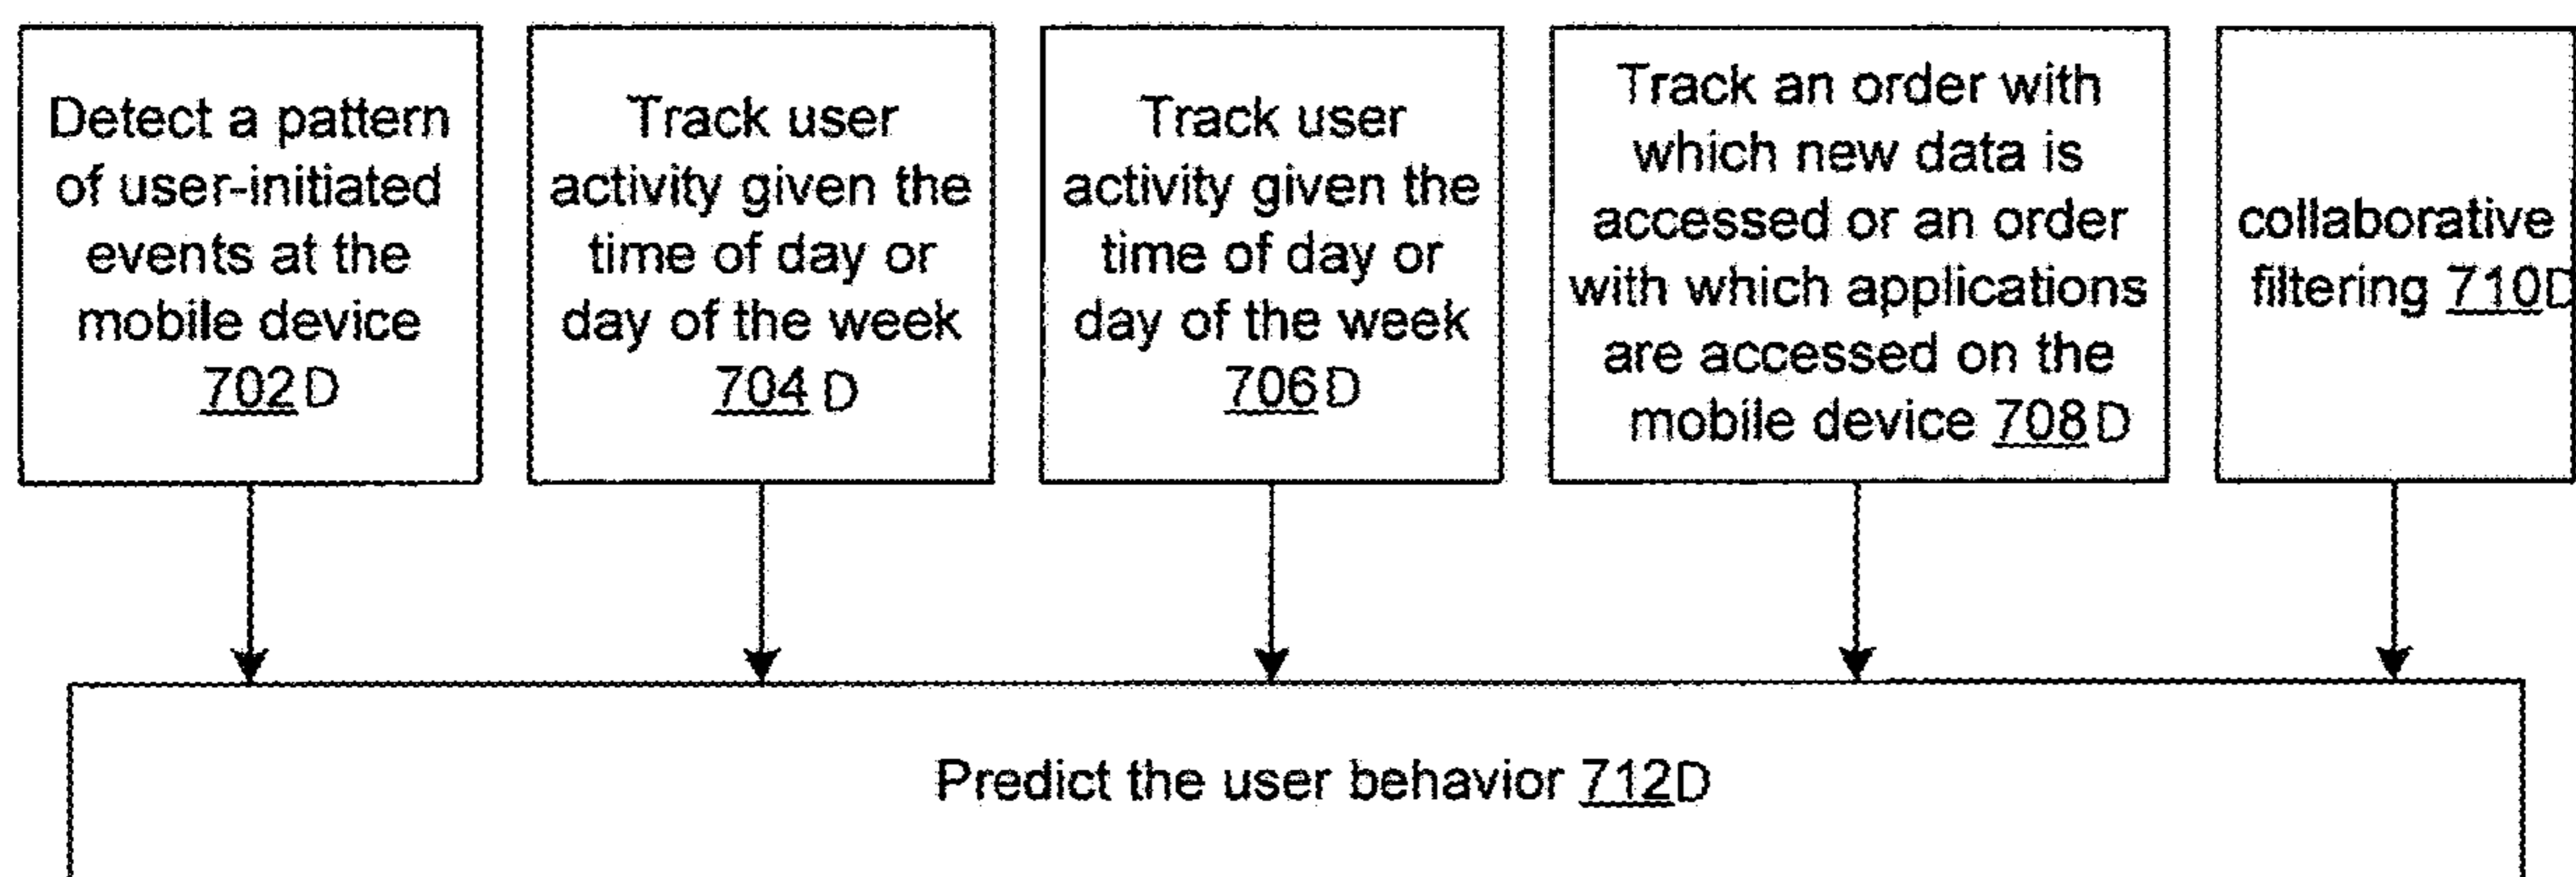 Detect a pattern
of user-initiated
events at the
mobile device
702D
Track user
activity given the
time of day or
day of the week
704 D
Track user
activity given the
time of day or
day of the week
706D
Track an order with
which new data is
accessed or an order
with which applications
are accessed on the
mobile device 708D
collaborative
filtering 710D
Predict the user behavior 712D